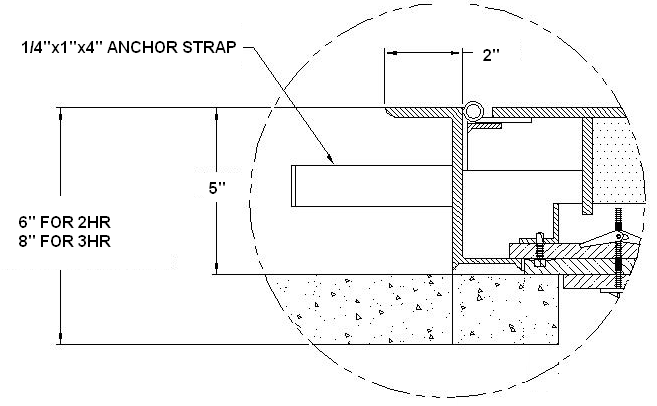 1/4"x1"x4" ANCHOR STRAP
2"
5"
6" FOR 2HR
8" FOR 3HR